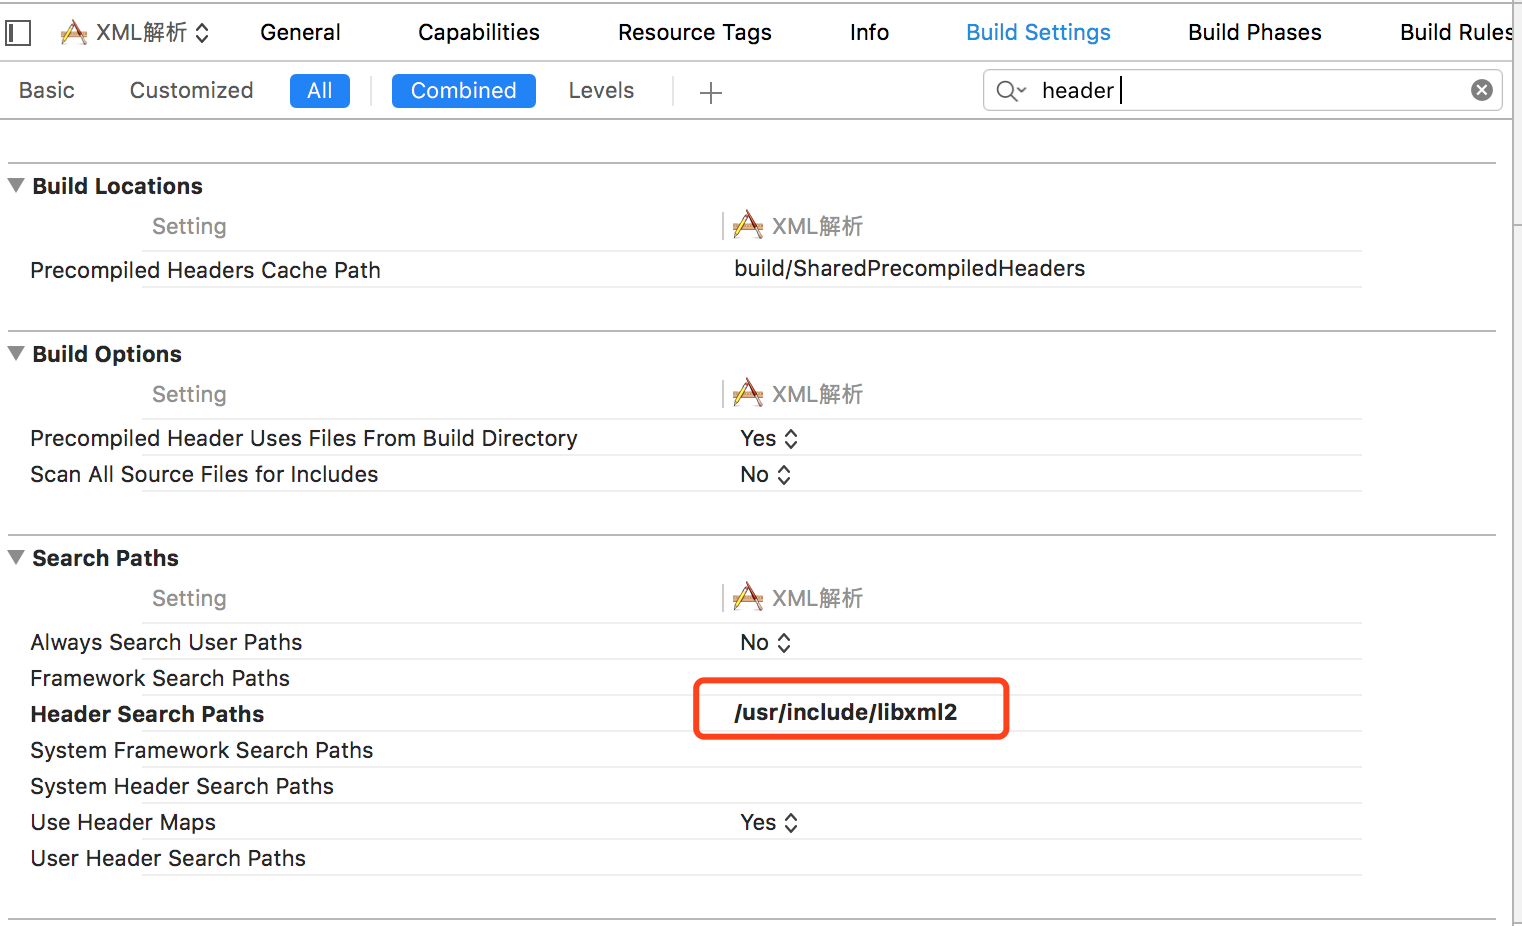 XML解析 General Capabilities Resource Tags Info Build Settings Build Phases Build Rules
Basic Customized All Combined Levels + header
Build Locations
Setting XML解析
Precompiled Headers Cache Path build/SharedPrecompiledHeaders
Build Options
Setting XML解析
Precompiled Header Uses Files From Build Directory Yes
Scan All Source Files for Includes No
Search Paths
Setting XML解析
Always Search User Paths No
Framework Search Paths
Header Search Paths /usr/include/libxml2
System Framework Search Paths
System Header Search Paths
Use Header Maps Yes
User Header Search Paths